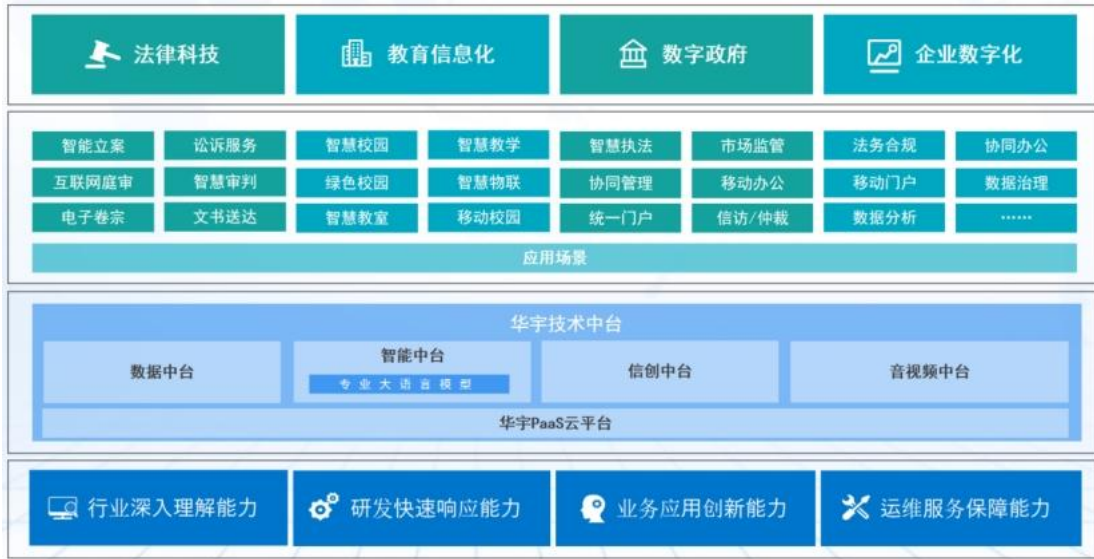 法律科技
教育信息化
数字政府
企业数字化
智能立案 讼诉服务 智慧校园 智慧教学 智慧执法 市场监管 法务合规 协同办公
互联网庭审 智慧审判 绿色校园 智慧物联 协同管理 移动办公 移动门户 数据治理
电子卷宗 文书送达 智慧教室 移动校园 统一门户 信访/仲裁 数据分析 ……
应用场景
华宇技术中台
数据中台
智能中台
专业大语言模型
信创中台
音视频中台
华宇PaaS云平台
行业深入理解能力
研发快速响应能力
业务应用创新能力
运维服务保障能力